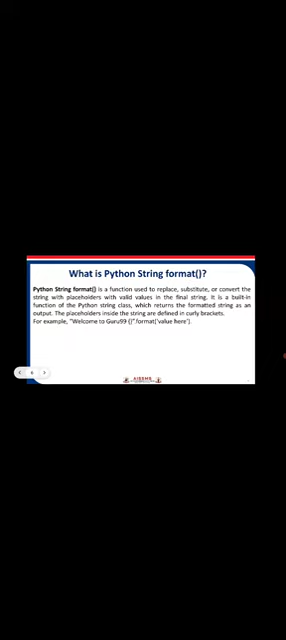 What is Python String format()?
Python String format() is a function used to replace, substitute, or convert the
string with placeholders with valid values in the final string. It is a built-in
function of the Python string class, which returns the formatted string as an
output. The placeholders inside the string are defined in curly brackets.
For example, "Welcome to Guru99 {}".format('value here').
6